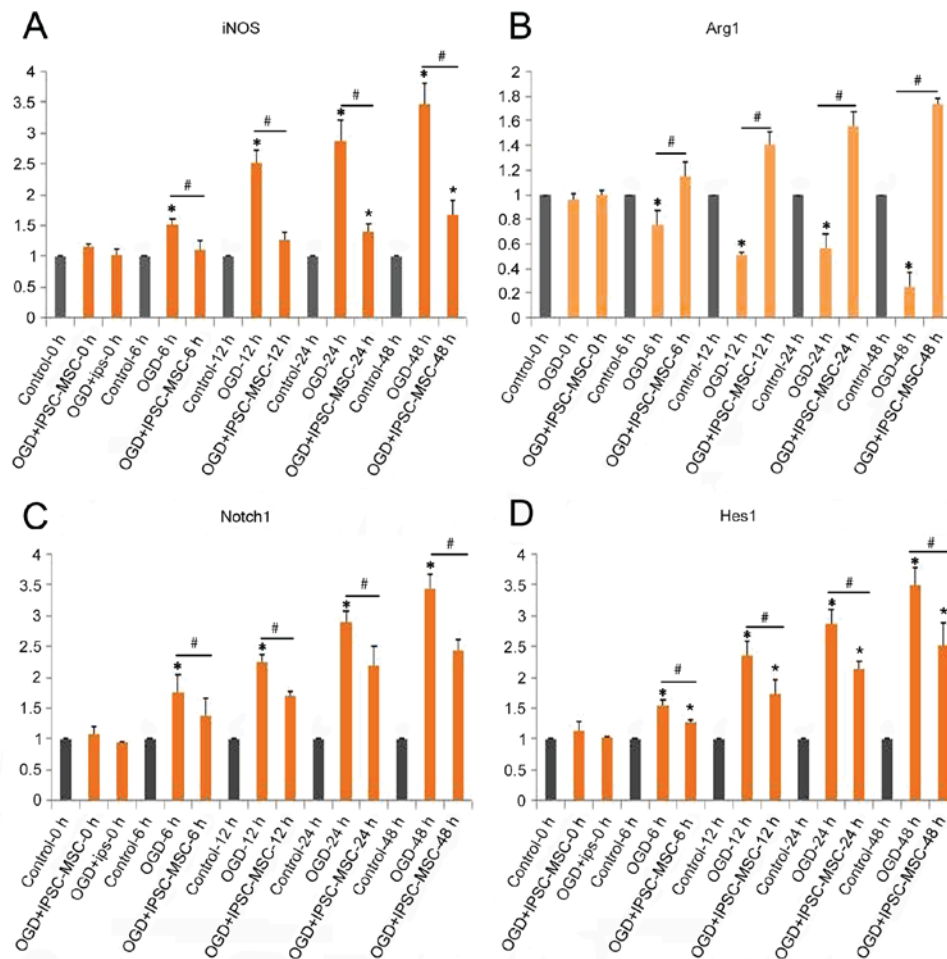 A
iNOS
4
3.5
3
2.5
2
1.5
1
0.5
0
* # * # * # * * # *
Control-0 h
OGD+IPSC-MSC-0 h
OGD+ips-0 h
Control-6 h
OGD-6 h
OGD+IPSC-MSC-6 h
Control-12 h
OGD-12 h
OGD+IPSC-MSC-12 h
Control-24 h
OGD-24 h
OGD+IPSC-MSC-24 h
Control-48 h
OGD-48 h
OGD+IPSC-MSC-48 h
B
Arg1
2
1.8
1.6
1.4
1.2
1
0.8
0.6
0.4
0.2
0
* # * # * # * #
Control-0 h
OGD-0 h
OGD+IPSC-MSC-0 h
Control-6 h
OGD-6 h
OGD+IPSC-MSC-6 h
Control-12 h
OGD-12 h
OGD+IPSC-MSC-12 h
Control-24 h
OGD-24 h
OGD+IPSC-MSC-24 h
Control-48 h
OGD-48 h
OGD+IPSC-MSC-48 h
C
Notch1
4
3.5
3
2.5
2
1.5
1
0.5
0
* # * # * # * #
Control-0 h
OGD+IPSC-MSC-0 h
OGD+ips-0 h
Control-6 h
OGD-6 h
OGD+IPSC-MSC-6 h
Control-12 h
OGD-12 h
OGD+IPSC-MSC-12 h
Control-24 h
OGD-24 h
OGD+IPSC-MSC-24 h
Control-48 h
OGD-48 h
OGD+IPSC-MSC-48 h
D
Hes1
4
3.5
3
2.5
2
1.5
1
0.5
0
* # * * # * * # * * # *
Control-0 h
OGD+IPSC-MSC-0 h
OGD+ips-0 h
Control-6 h
OGD-6 h
OGD+IPSC-MSC-6 h
Control-12 h
OGD-12 h
OGD+IPSC-MSC-12 h
Control-24 h
OGD-24 h
OGD+IPSC-MSC-24 h
Control-48 h
OGD-48 h
OGD+IPSC-MSC-48 h